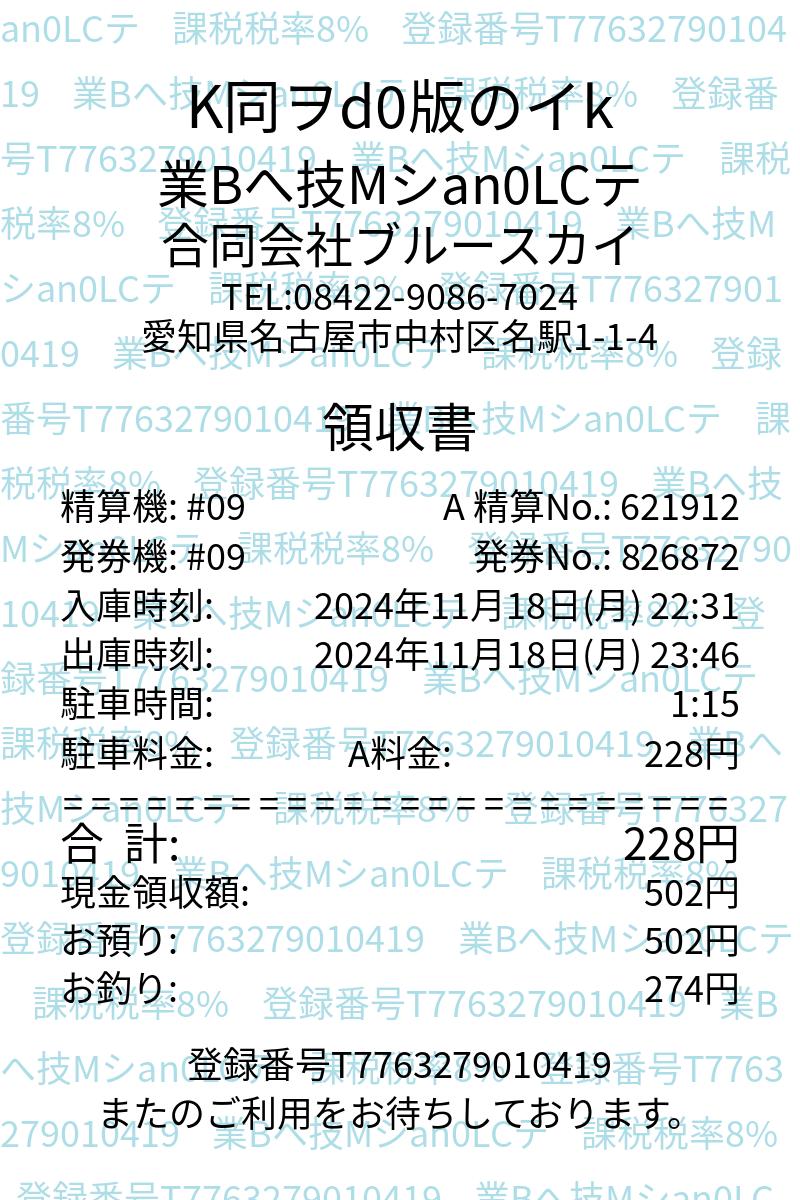 K同ヲd0版のイk
業Bヘ技Mシan0LCテ
合同会社ブルースカイ
TEL:08422-9086-7024
愛知県名古屋市中村区名駅1-1-4
領収書
精算機: #09 A 精算No.: 621912
発券機: #09 発券No.: 826872
入庫時刻: 2024年11月18日(月) 22:31
出庫時刻: 2024年11月18日(月) 23:46
駐車時間: 1:15
駐車料金: A料金: 228円
========================
合 計: 228円
現金領収額: 502円
お預り: 502円
お釣り: 274円
登録番号T7763279010419
またのご利用をお待ちしております。